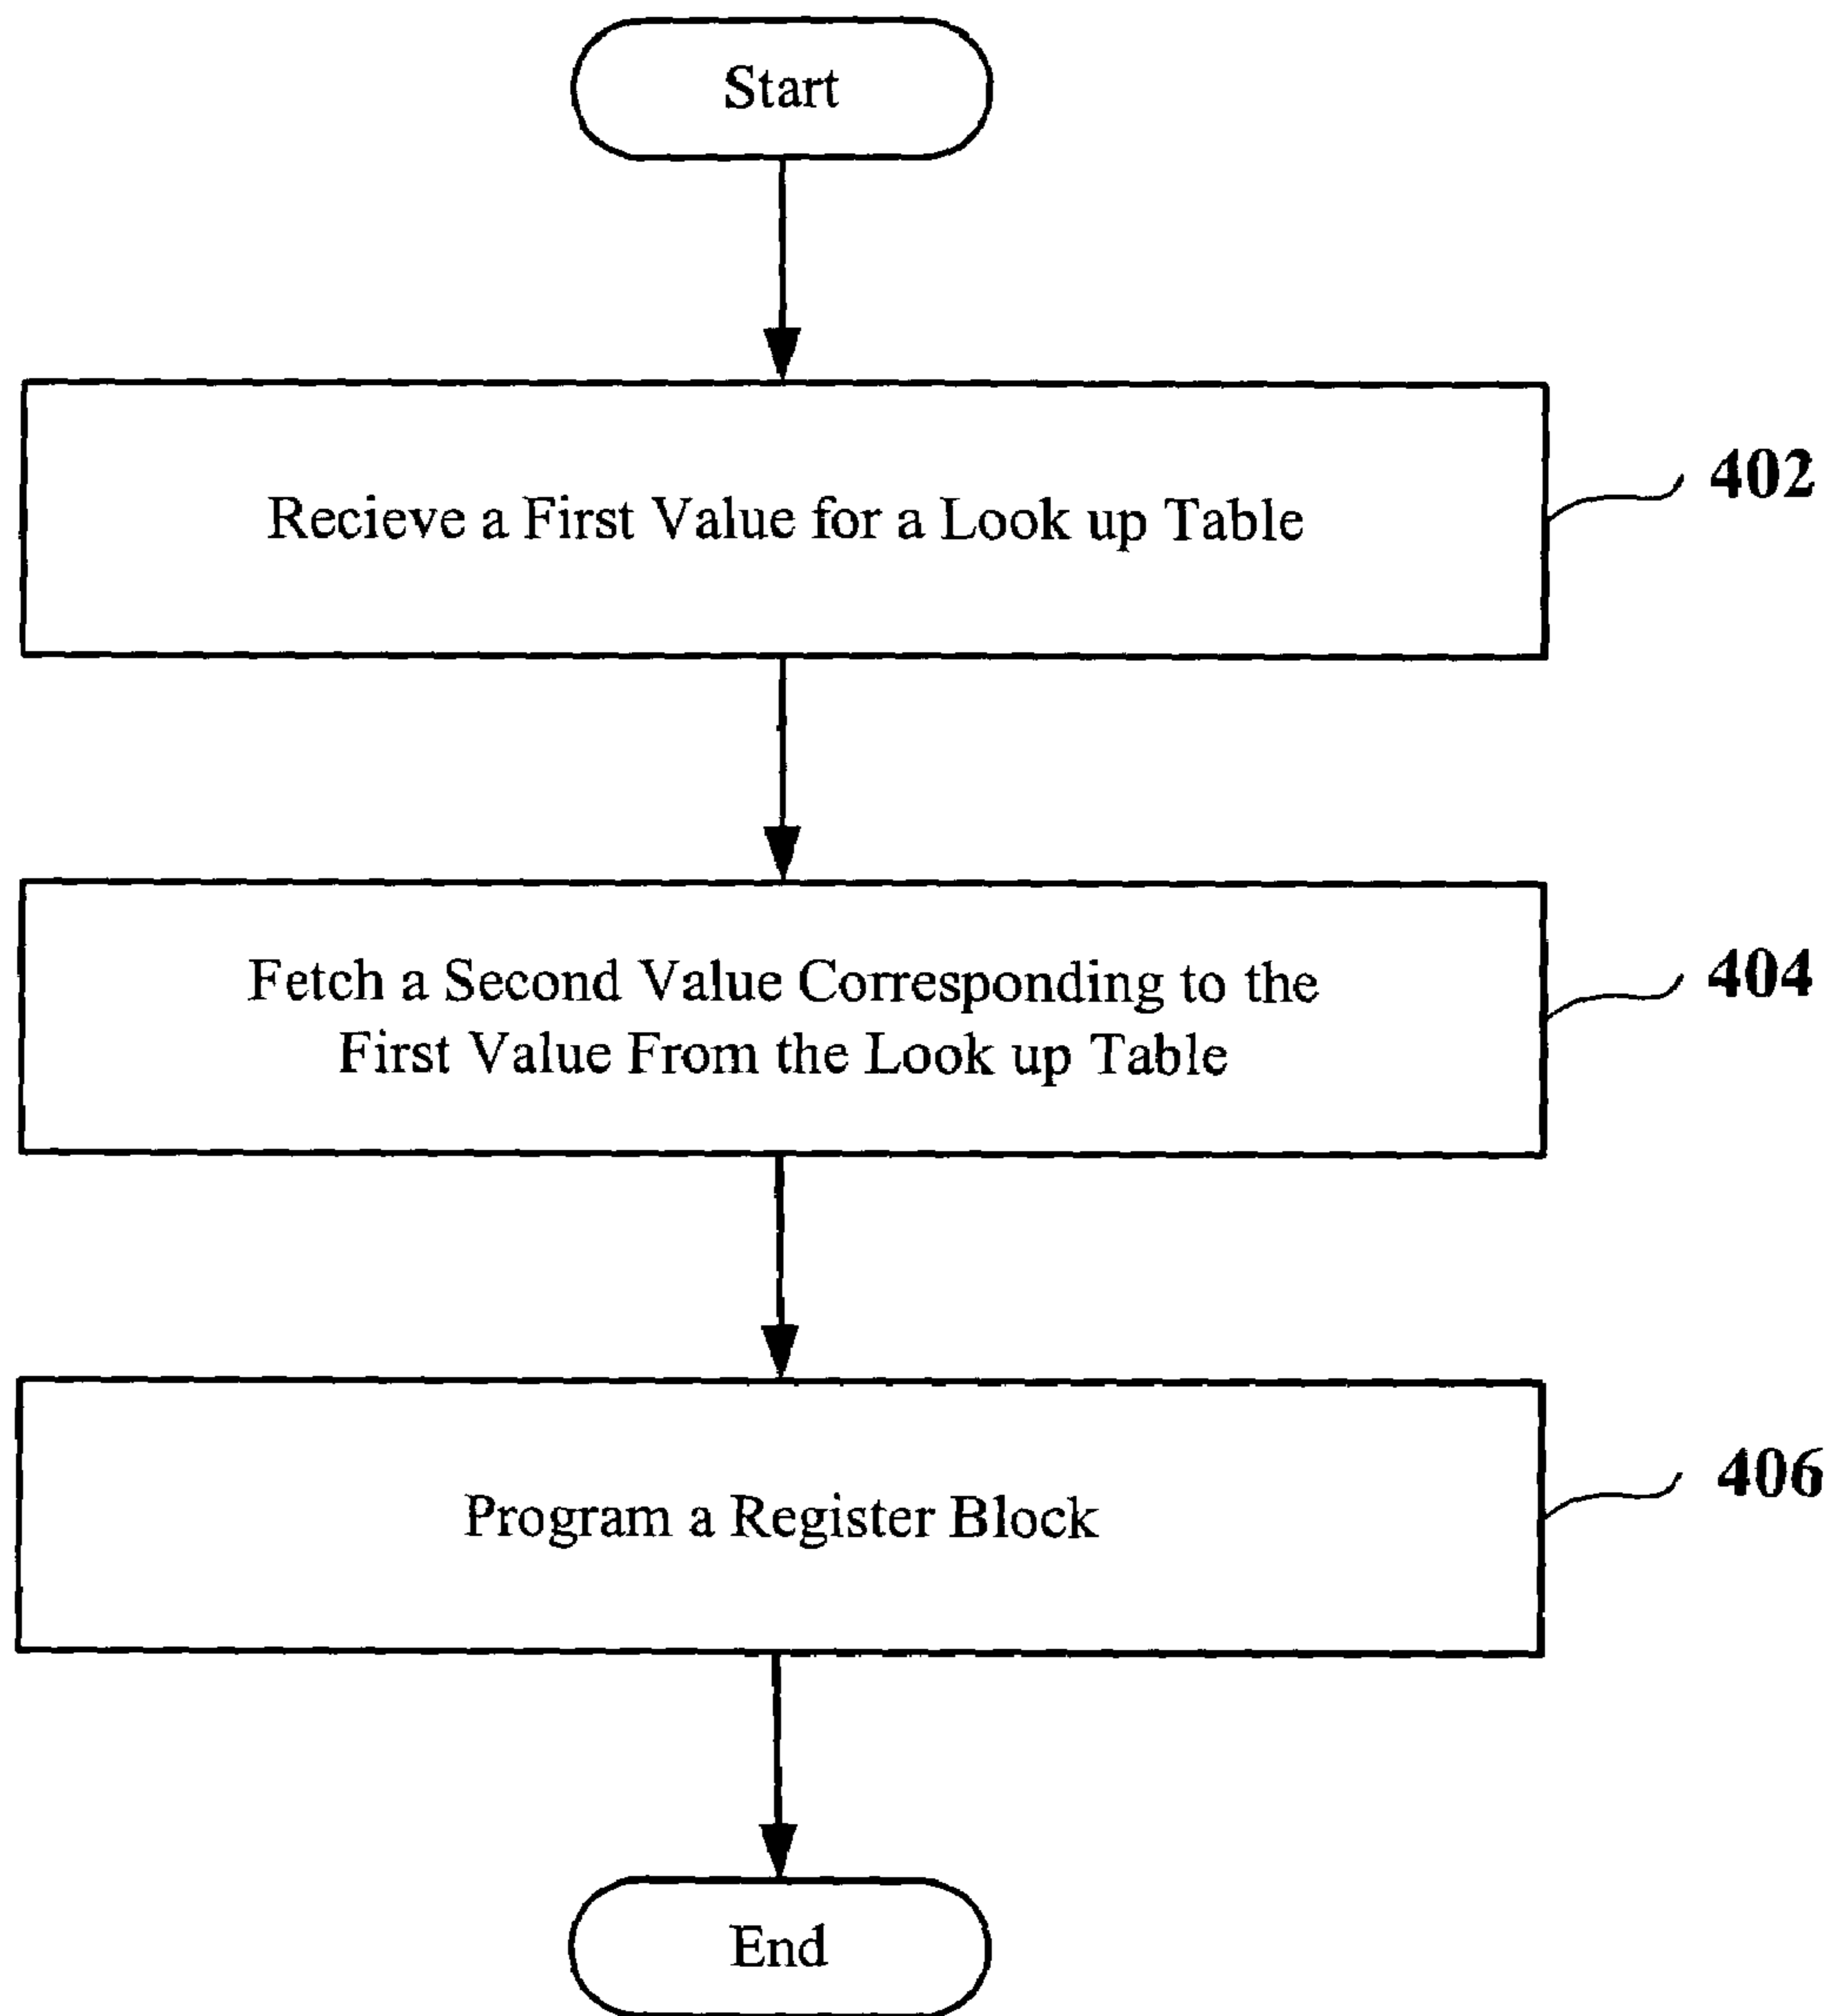 Start
Recieve a First Value for a Look up Table
402
Fetch a Second Value Corresponding to the
First Value From the Look up Table
404
Program a Register Block
406
End